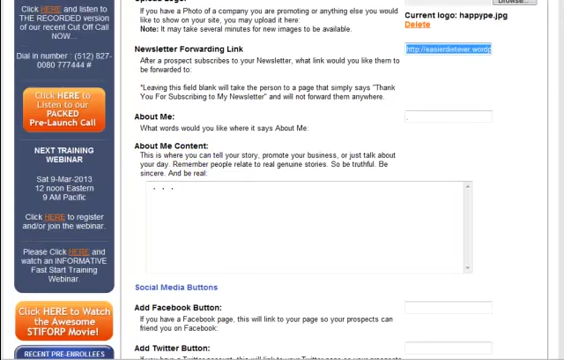 Click HERE and listen to
THE RECORDED version
of our recent Cut Off Call
NOW...
Dial in number : (512) 827-
0080 777444 #
Click HERE to
Listen to our
PACKED
Pre-Launch Call
NEXT TRAINING
WEBINAR
Sat 9-Mar-2013
12 noon Eastern
9 AM Pacific
Click HERE to register
and/or join the webinar.
Please Click HERE and
watch an INFORMATIVE
Fast Start Training
Webinar.
Click HERE to Watch
the Awesome
STIFORP Movie!
RECENT PRE-ENROLLEES
If you have a Photo of a company you are promoting or anything else you would
like to show on your site, you may upload it here:
Note: It may take several minutes for new images to be available.
Browse...
Current logo: happype.jpg
Delete
Newsletter Forwarding Link
After a prospect subscribes to your Newsletter, what link would you like them to
be forwarded to:
http://easierdietever.wordp
*Leaving this field blank will take the person to a page that simply says "Thank
You For Subscribing to My Newsletter" and will not forward them anywhere.
About Me:
What words would you like where it says About Me:
.
About Me Content:
This is where you can tell your story, promote your business, or just talk about
your day. Remember people relate to real genuine stories. So be truthful. Be
sincere. And be real:
. . .
Social Media Buttons
Add Facebook Button:
If you have a Facebook page, this will link to your page so your prospects can
friend you on Facebook:
Add Twitter Button: